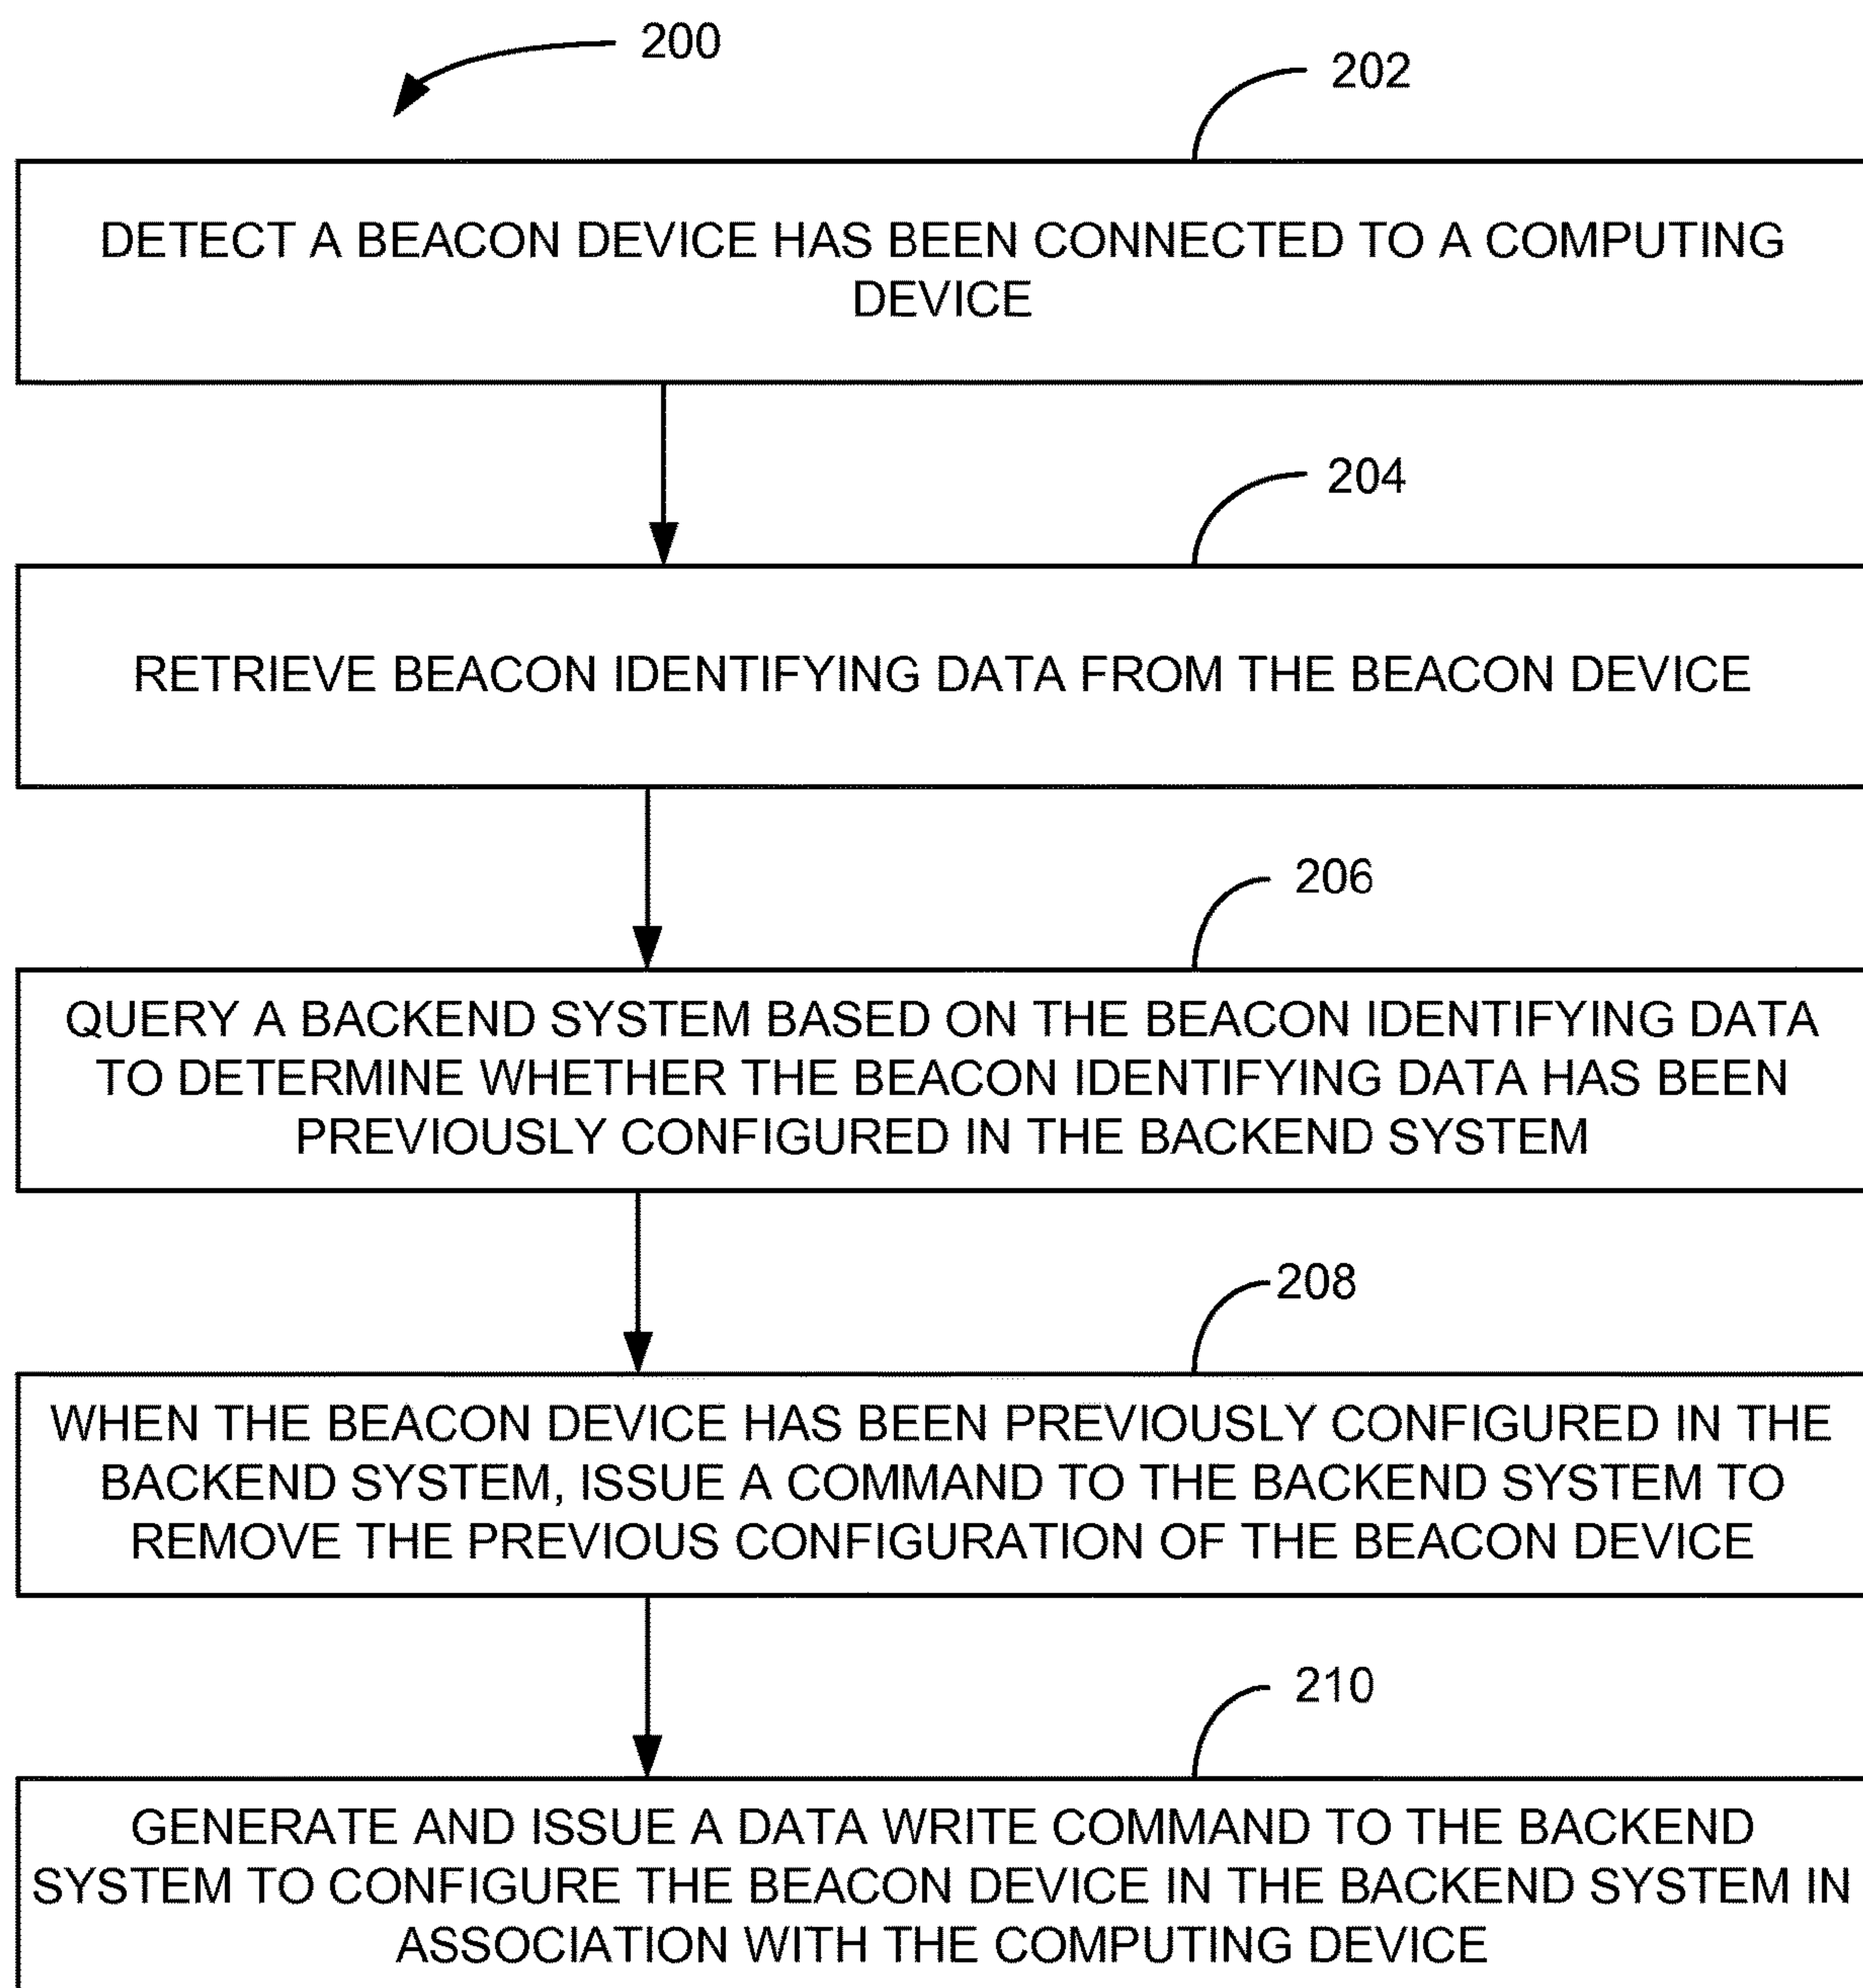 200
202
DETECT A BEACON DEVICE HAS BEEN CONNECTED TO A COMPUTING
DEVICE
204
RETRIEVE BEACON IDENTIFYING DATA FROM THE BEACON DEVICE
206
QUERY A BACKEND SYSTEM BASED ON THE BEACON IDENTIFYING DATA
TO DETERMINE WHETHER THE BEACON IDENTIFYING DATA HAS BEEN
PREVIOUSLY CONFIGURED IN THE BACKEND SYSTEM
208
WHEN THE BEACON DEVICE HAS BEEN PREVIOUSLY CONFIGURED IN THE
BACKEND SYSTEM, ISSUE A COMMAND TO THE BACKEND SYSTEM TO
REMOVE THE PREVIOUS CONFIGURATION OF THE BEACON DEVICE
210
GENERATE AND ISSUE A DATA WRITE COMMAND TO THE BACKEND
SYSTEM TO CONFIGURE THE BEACON DEVICE IN THE BACKEND SYSTEM IN
ASSOCIATION WITH THE COMPUTING DEVICE